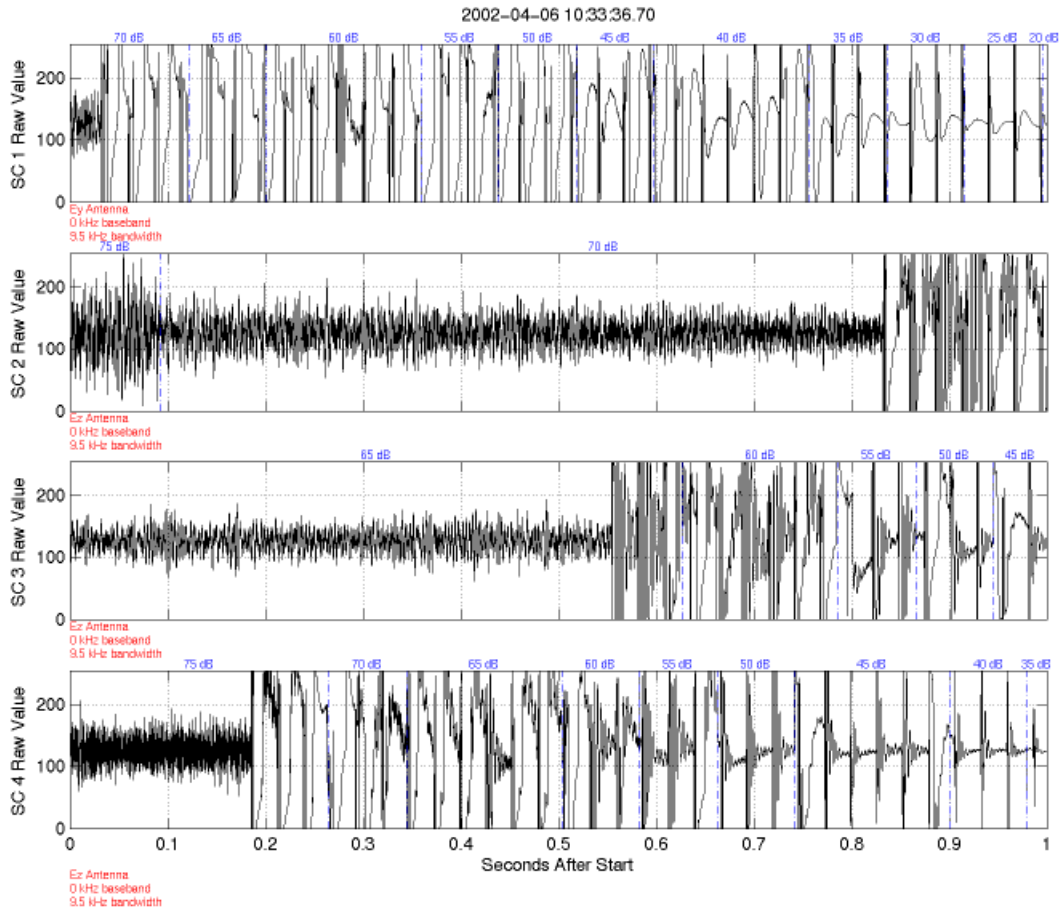 2002-04-06 10:33:36.70
70 dB 65 dB 60 dB 55 dB 50 dB 45 dB 40 dB 35 dB 30 dB 25 dB 20 dB
SC 1 Raw Value
200
100
0
Ey Antenna
0 kHz baseband
9.5 kHz bandwidth
75 dB 70 dB
SC 2 Raw Value
200
100
0
Ez Antenna
0 kHz baseband
9.5 kHz bandwidth
65 dB 60 dB 55 dB 50 dB 45 dB
SC 3 Raw Value
200
100
0
Ez Antenna
0 kHz baseband
9.5 kHz bandwidth
75 dB 70 dB 65 dB 60 dB 55 dB 50 dB 45 dB 40 dB 35 dB
SC 4 Raw Value
200
100
0
0 0.1 0.2 0.3 0.4 0.5 0.6 0.7 0.8 0.9 1
Seconds After Start
Ez Antenna
0 kHz baseband
9.5 kHz bandwidth